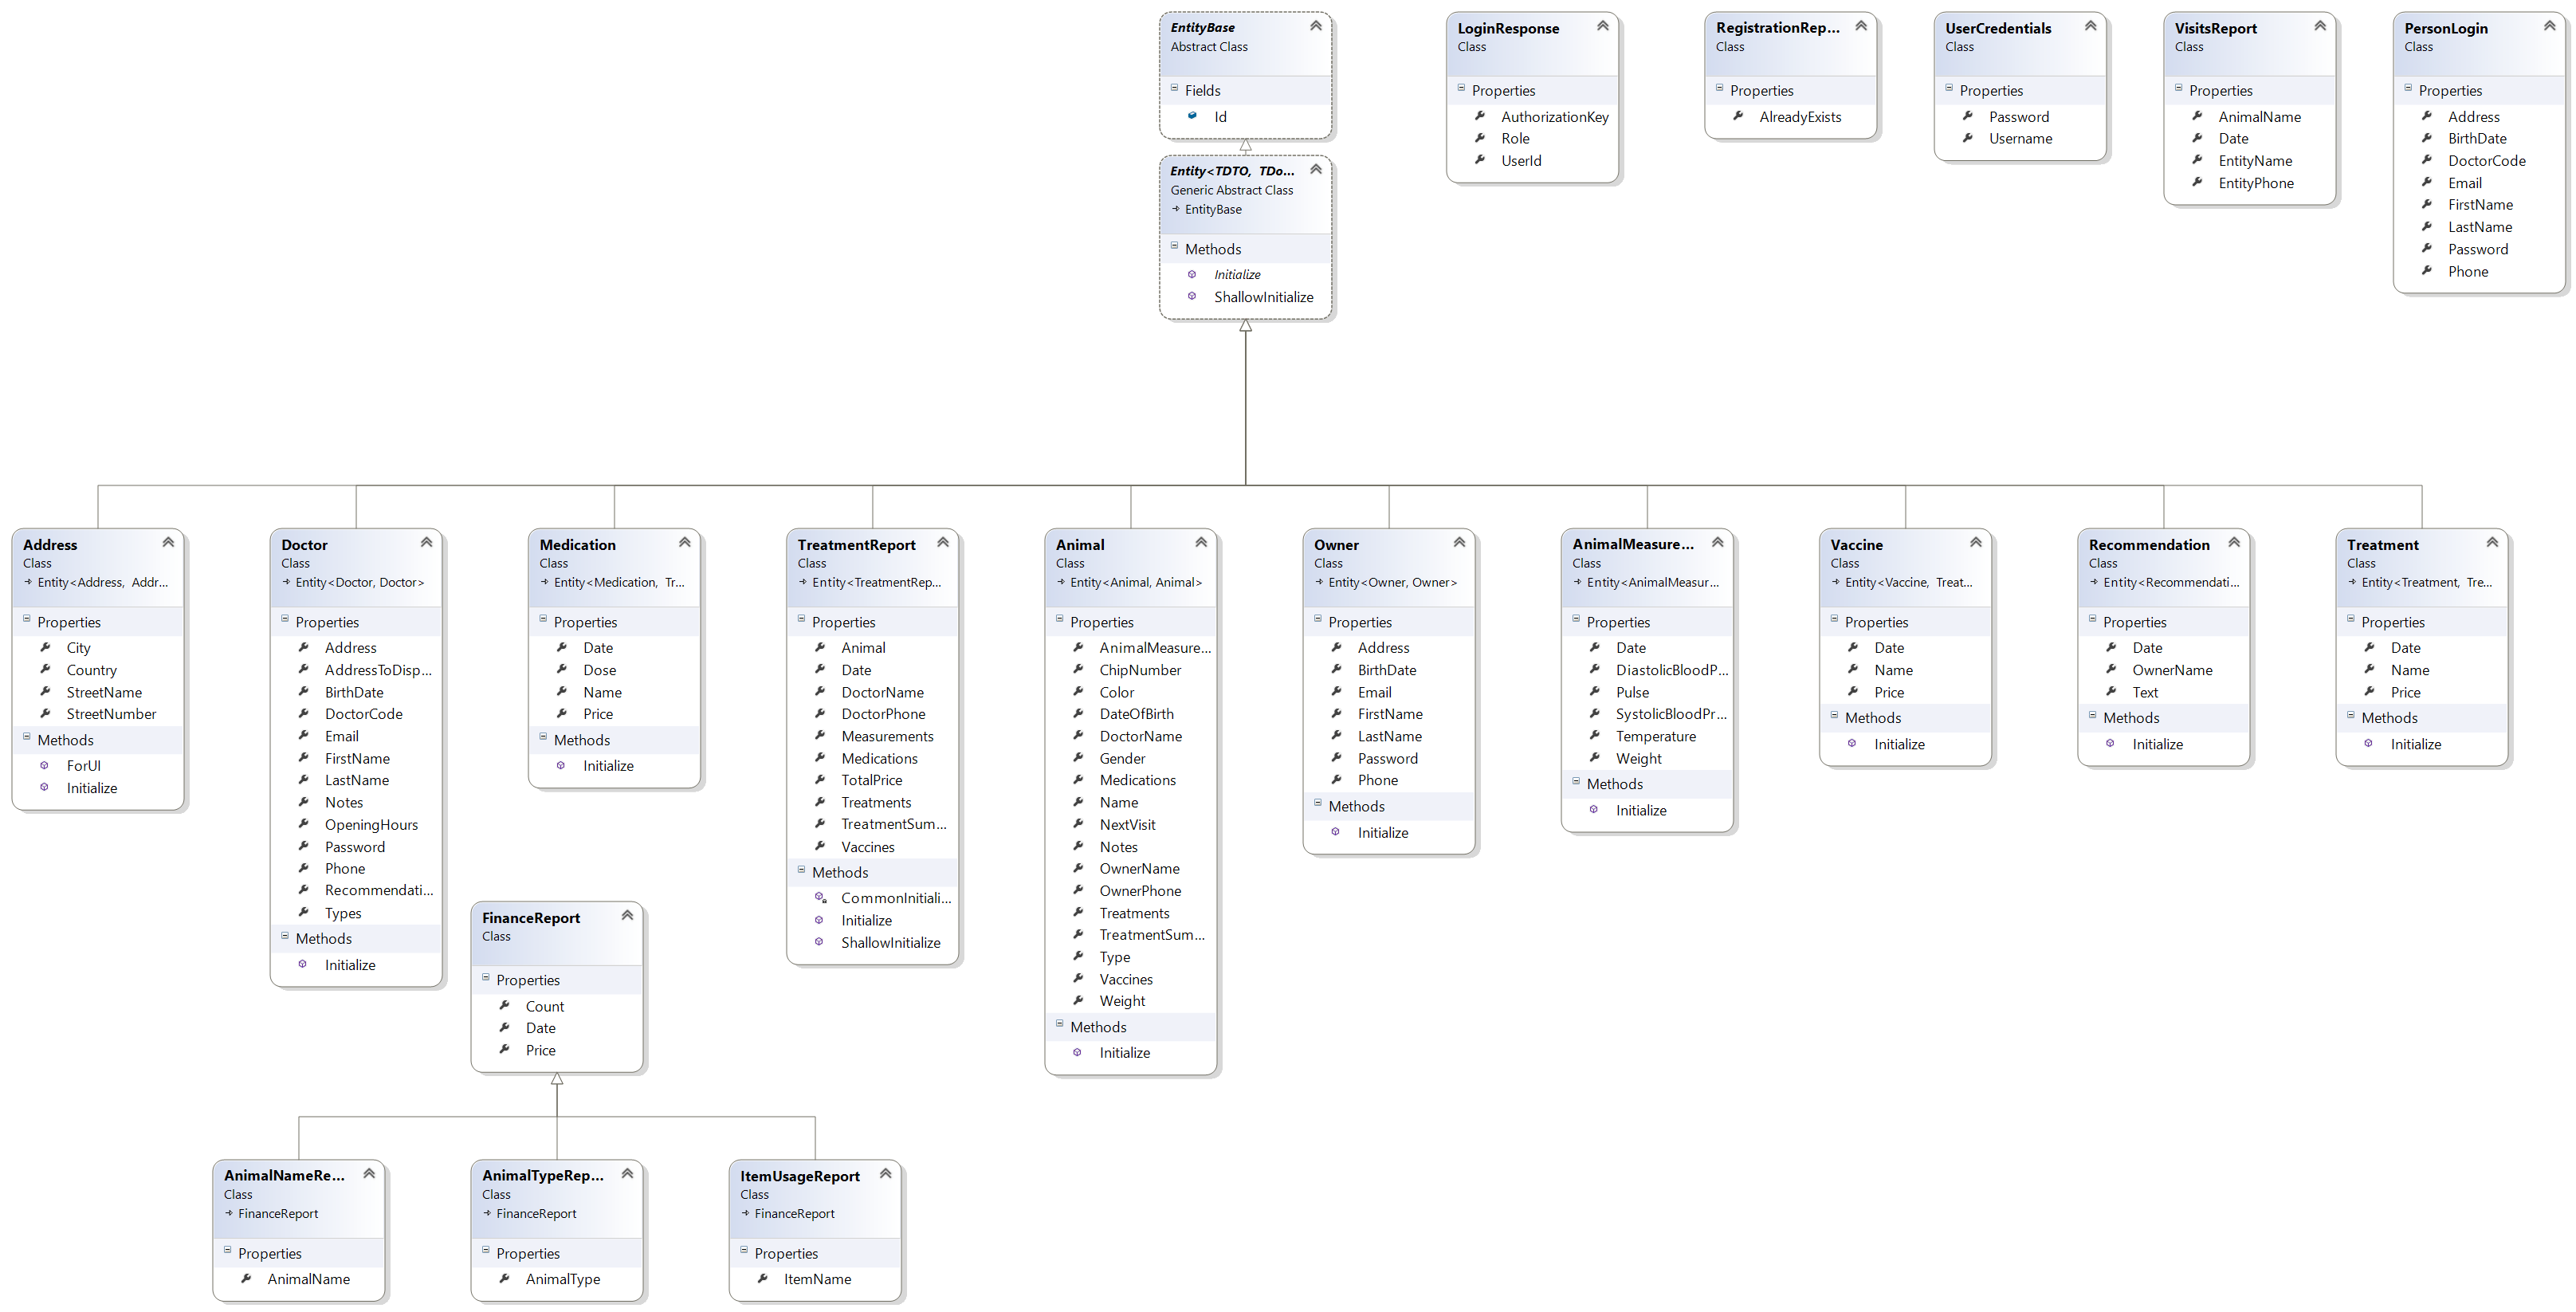 EntityBase
Abstract Class
Fields
Id
Entity<TDTO, TDo...
Generic Abstract Class
EntityBase
Methods
Initialize
ShallowInitialize
LoginResponse
Class
Properties
AuthorizationKey
Role
UserId
RegistrationRep...
Class
Properties
AlreadyExists
UserCredentials
Class
Properties
Password
Username
VisitsReport
Class
Properties
AnimalName
Date
EntityName
EntityPhone
PersonLogin
Class
Properties
Address
BirthDate
DoctorCode
Email
FirstName
LastName
Password
Phone
Address
Class
Entity<Address, Addr...
Properties
City
Country
StreetName
StreetNumber
Methods
ForUI
Initialize
Doctor
Class
Entity<Doctor, Doctor>
Properties
Address
AddressToDisp...
BirthDate
DoctorCode
Email
FirstName
LastName
Notes
OpeningHours
Password
Phone
Recommendati...
Types
Methods
Initialize
Medication
Class
Entity<Medication, Tr...
Properties
Date
Dose
Name
Price
Methods
Initialize
TreatmentReport
Class
Entity<TreatmentRep...
Properties
Animal
Date
DoctorName
DoctorPhone
Measurements
Medications
TotalPrice
Treatments
TreatmentSum...
Vaccines
Methods
CommonInitiali...
Initialize
ShallowInitialize
Animal
Class
Entity<Animal, Animal>
Properties
AnimalMeasure...
ChipNumber
Color
DateOfBirth
DoctorName
Gender
Medications
Name
NextVisit
Notes
OwnerName
OwnerPhone
Treatments
TreatmentSum...
Type
Vaccines
Weight
Methods
Initialize
Owner
Class
Entity<Owner, Owner>
Properties
Address
BirthDate
Email
FirstName
LastName
Password
Phone
Methods
Initialize
AnimalMeasure...
Class
Entity<AnimalMeasur...
Properties
Date
DiastolicBloodP...
Pulse
SystolicBloodPr...
Temperature
Weight
Methods
Initialize
Vaccine
Class
Entity<Vaccine, Treat...
Properties
Date
Name
Price
Methods
Initialize
Recommendation
Class
Entity<Recommendati...
Properties
Date
OwnerName
Text
Methods
Initialize
Treatment
Class
Entity<Treatment, Tre...
Properties
Date
Name
Price
Methods
Initialize
FinanceReport
Class
Properties
Count
Date
Price
AnimalNameRe...
Class
FinanceReport
Properties
AnimalName
AnimalTypeRep...
Class
FinanceReport
Properties
AnimalType
ItemUsageReport
Class
FinanceReport
Properties
ItemName